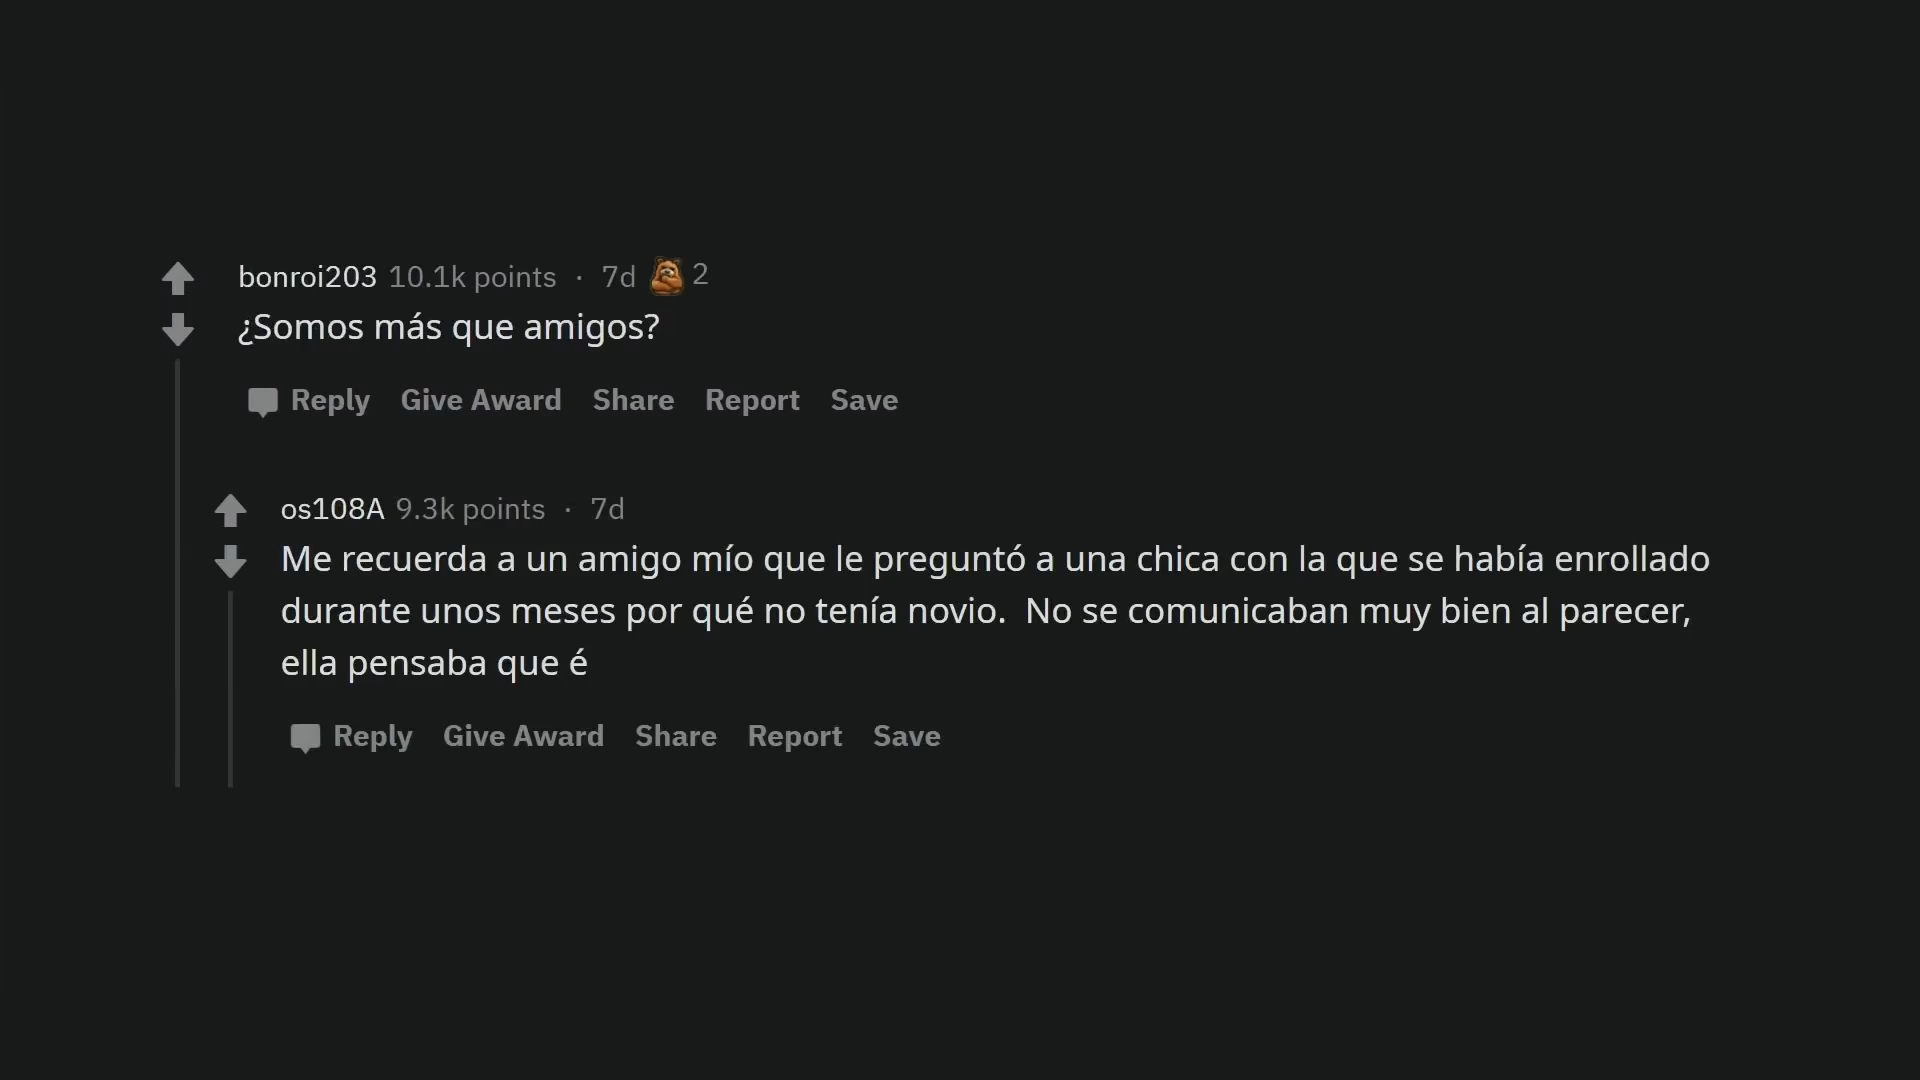 bonroi203 10.1k points · 7d 2
¿Somos más que amigos?
Reply Give Award Share Report Save
os108A 9.3k points · 7d
Me recuerda a un amigo mío que le preguntó a una chica con la que se había enrollado
durante unos meses por qué no tenía novio.  No se comunicaban muy bien al parecer,
ella pensaba que é
Reply Give Award Share Report Save